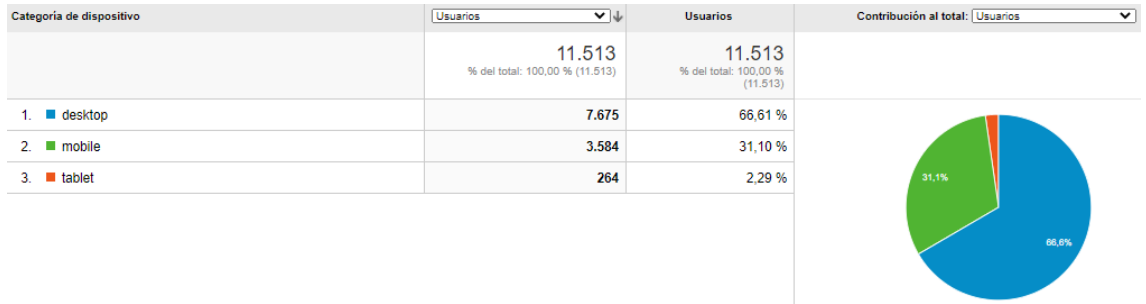 Categoría de dispositivo Usuarios Usuarios Contribución al total: Usuarios
11.513 11.513
% del total: 100,00 % (11.513) % del total: 100,00 %
(11.513)
1. desktop 7.675 66,61 %
2. mobile 3.584 31,10 %
3. tablet 264 2,29 %
31,1%
66,6%